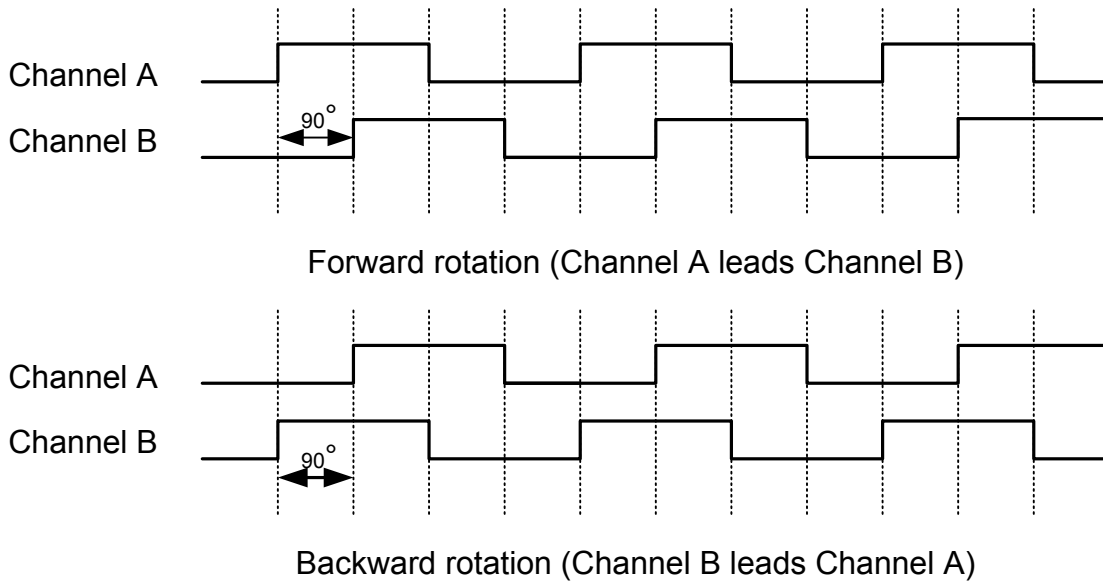 Channel A
90°
Channel B
Forward rotation (Channel A leads Channel B)
Channel A
Channel B
90°
Backward rotation (Channel B leads Channel A)